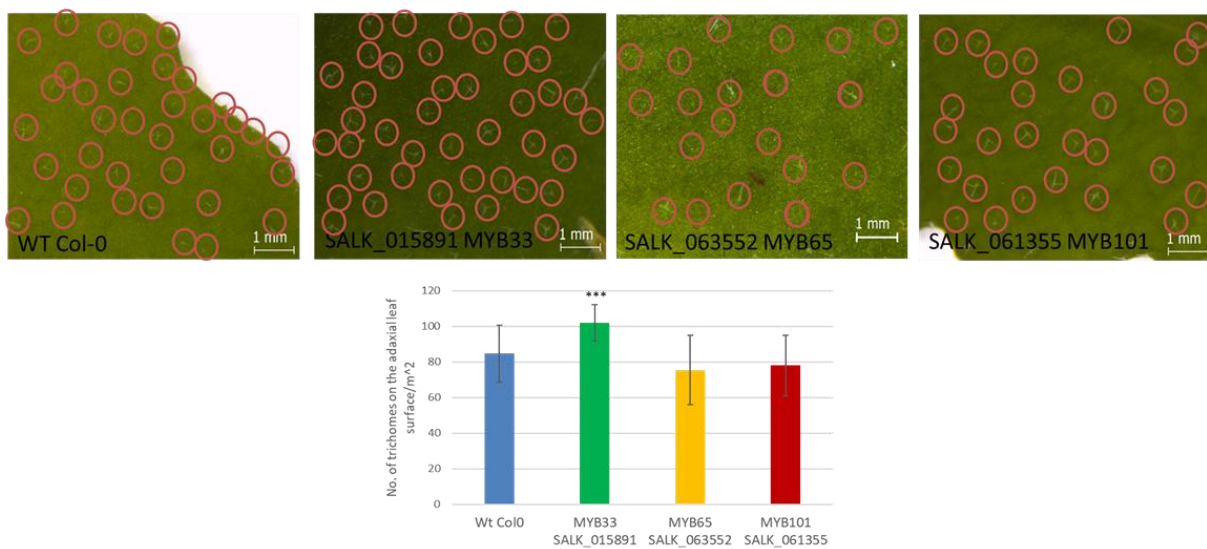 WT Col-0
1 mm
SALK_015891 MYB33
1 mm
SALK_063552 MYB65
1 mm
SALK_061355 MYB101
1 mm
No. of trichomes on the adaxial leaf
surface/m^2
120
100
80
60
40
20
0
***
Wt Col0
MYB33
SALK_015891
MYB65
SALK_063552
MYB101
SALK_061355